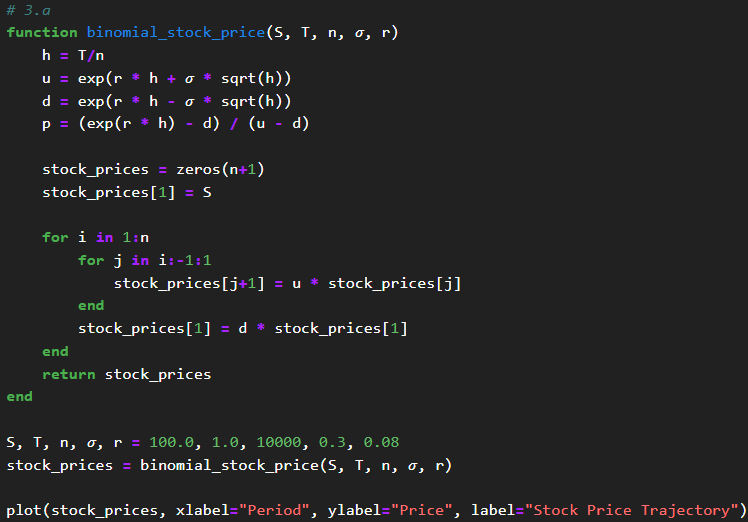 # 3.a
function binomial_stock_price(S, T, n, σ, r)
    h = T/n
    u = exp(r * h + σ * sqrt(h))
    d = exp(r * h - σ * sqrt(h))
    p = (exp(r * h) - d) / (u - d)

    stock_prices = zeros(n+1)
    stock_prices[1] = S

    for i in 1:n
        for j in i:-1:1
            stock_prices[j+1] = u * stock_prices[j]
        end
        stock_prices[1] = d * stock_prices[1]
    end
    return stock_prices
end

S, T, n, σ, r = 100.0, 1.0, 10000, 0.3, 0.08
stock_prices = binomial_stock_price(S, T, n, σ, r)

plot(stock_prices, xlabel="Period", ylabel="Price", label="Stock Price Trajectory")